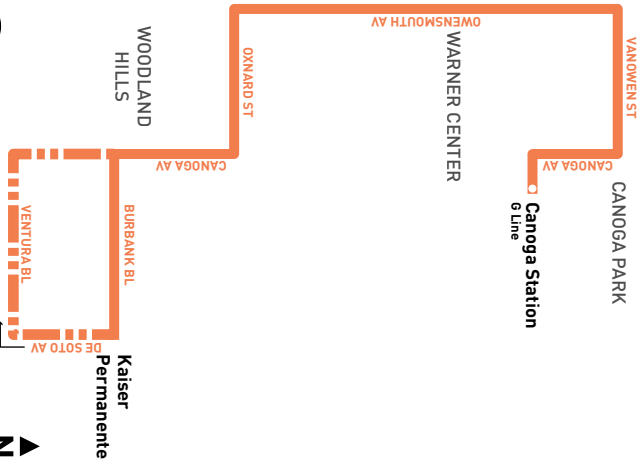 VANOWEN ST
CANOGA PARK
CANOGA AV
Canoga Station
G Line
OWENSMOUTH AV
WARNER CENTER
OXNARD ST
CANOGA AV
WOODLAND
HILLS
BURBANK BL
Kaiser
Permanente
DE SOTO AV
VENTURA BL
N